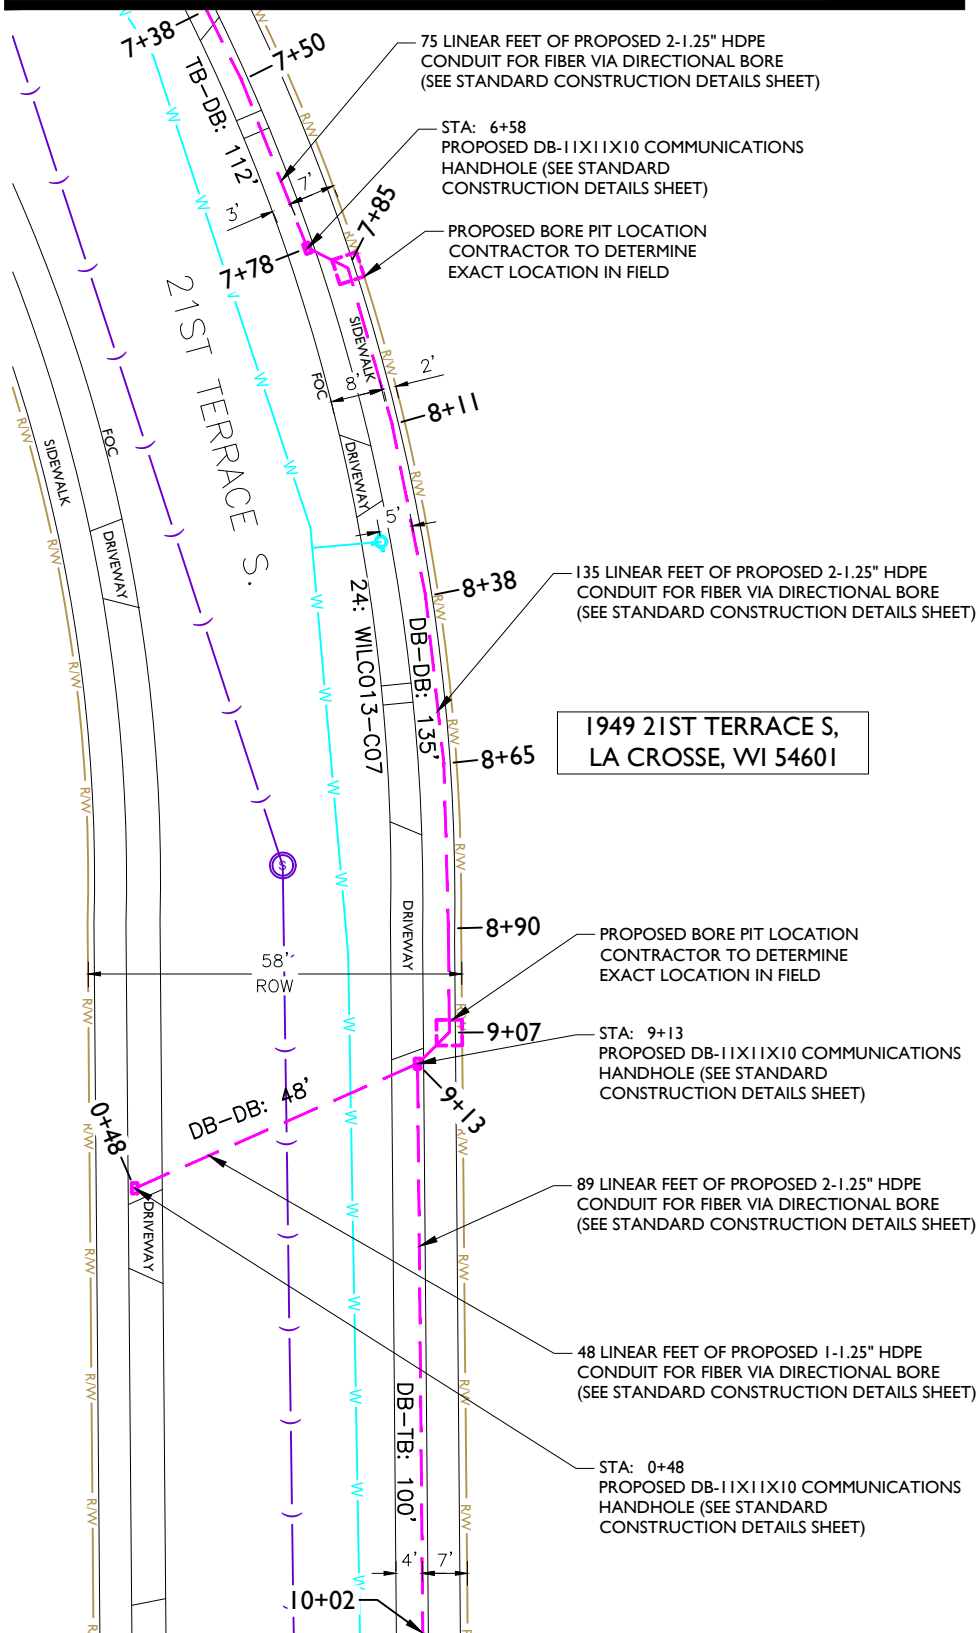 7+38
7+50
75 LINEAR FEET OF PROPOSED 2-1.25" HDPE
CONDUIT FOR FIBER VIA DIRECTIONAL BORE
(SEE STANDARD CONSTRUCTION DETAILS SHEET)
TB-DB: 112'
STA: 6+58
PROPOSED DB-11X11X10 COMMUNICATIONS
HANDHOLE (SEE STANDARD
CONSTRUCTION DETAILS SHEET)
7'
3'
7+85
7+78
PROPOSED BORE PIT LOCATION
CONTRACTOR TO DETERMINE
EXACT LOCATION IN FIELD
21ST TERRACE S.
SIDEWALK
FOC
8'
2'
8+11
R/W
SIDEWALK
FOC
DRIVEWAY
DRIVEWAY
5'
8+38
135 LINEAR FEET OF PROPOSED 2-1.25" HDPE
CONDUIT FOR FIBER VIA DIRECTIONAL BORE
(SEE STANDARD CONSTRUCTION DETAILS SHEET)
24: WILC013-C07
DB-DB: 135'
1949 21ST TERRACE S,
LA CROSSE, WI 54601
8+65
W
S
DRIVEWAY
8+90
58'
ROW
PROPOSED BORE PIT LOCATION
CONTRACTOR TO DETERMINE
EXACT LOCATION IN FIELD
9+07
STA: 9+13
PROPOSED DB-11X11X10 COMMUNICATIONS
HANDHOLE (SEE STANDARD
CONSTRUCTION DETAILS SHEET)
9+13
DB-DB: 48'
0+48
DRIVEWAY
89 LINEAR FEET OF PROPOSED 2-1.25" HDPE
CONDUIT FOR FIBER VIA DIRECTIONAL BORE
(SEE STANDARD CONSTRUCTION DETAILS SHEET)
48 LINEAR FEET OF PROPOSED 1-1.25" HDPE
CONDUIT FOR FIBER VIA DIRECTIONAL BORE
(SEE STANDARD CONSTRUCTION DETAILS SHEET)
DB-TB: 100'
STA: 0+48
PROPOSED DB-11X11X10 COMMUNICATIONS
HANDHOLE (SEE STANDARD
CONSTRUCTION DETAILS SHEET)
4'
7'
10+02